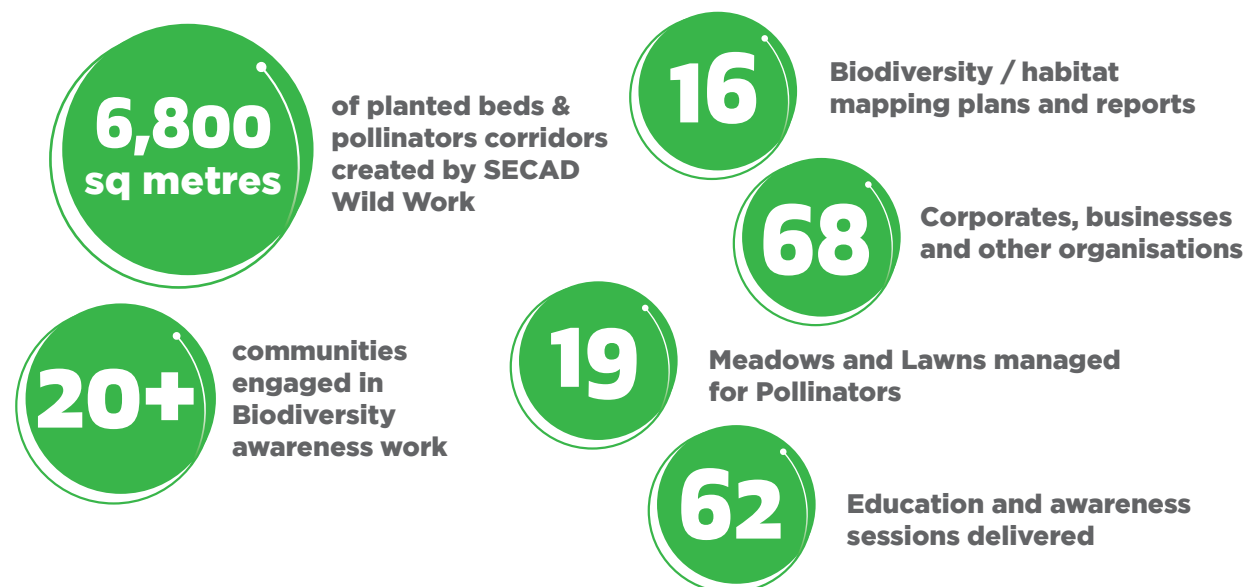 6,800
sq metres
of planted beds &
pollinators corridors
created by SECAD
Wild Work
16
Biodiversity / habitat
mapping plans and reports
68
Corporates, businesses
and other organisations
20+
communities
engaged in
Biodiversity
awareness work
19
Meadows and Lawns managed
for Pollinators
62
Education and awareness
sessions delivered